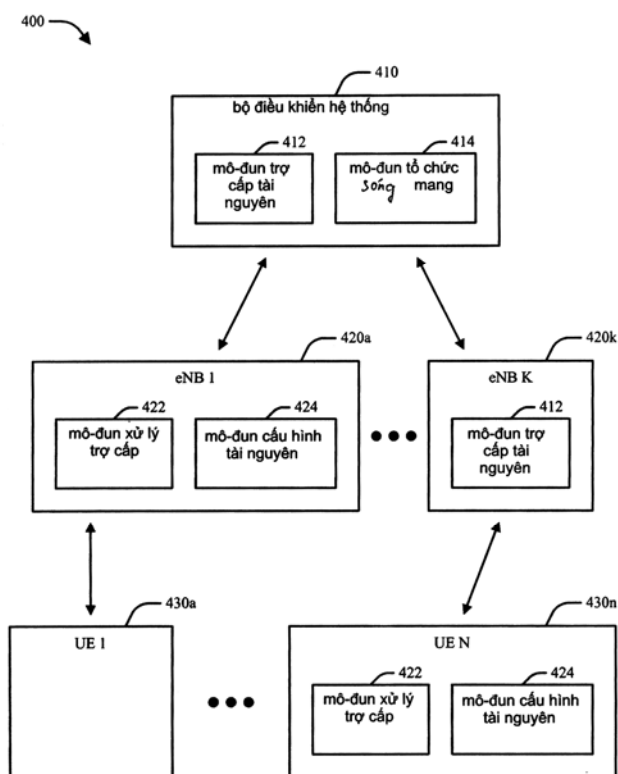 400
410
bộ điều khiển hệ thống
412
mô-đun trợ
cấp tài
nguyên
414
mô-đun tổ chức
sóng mang
420a
eNB 1
422
mô-đun xử lý
trợ cấp
424
mô-đun cấu hình
tài nguyên
420k
eNB K
412
mô-đun trợ
cấp tài
nguyên
430a
UE 1
430n
UE N
422
mô-đun xử lý
trợ cấp
424
mô-đun cấu hình
tài nguyên